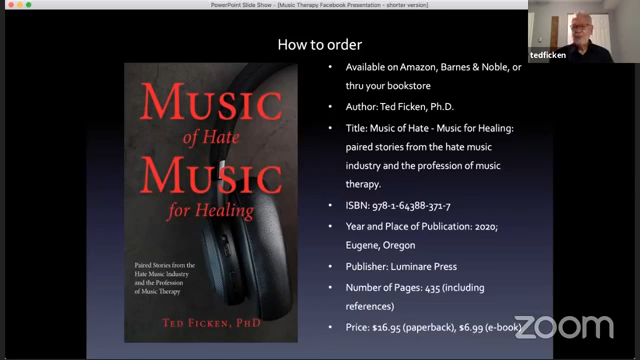 PowerPoint Slide Show - [Music Therapy Facebook Presentation - shorter version]
tedficken
How to order
MUSIC
of Hate
MUSIC
for Healing
Paired Stories from the
Hate Music Industry
and the Profession
of Music Therapy
TED FICKEN, PHD
• Available on Amazon, Barnes & Noble, or
thru your bookstore
• Author: Ted Ficken, Ph.D.
• Title: Music of Hate - Music for Healing:
paired stories from the hate music
industry and the profession of music
therapy.
• ISBN: 978-1-64388-371-7
• Year and Place of Publication: 2020;
Eugene, Oregon
• Publisher: Luminare Press
• Number of Pages: 435 (including
references)
• Price: $16.95 (paperback), $6.99 (e-book)
zoom